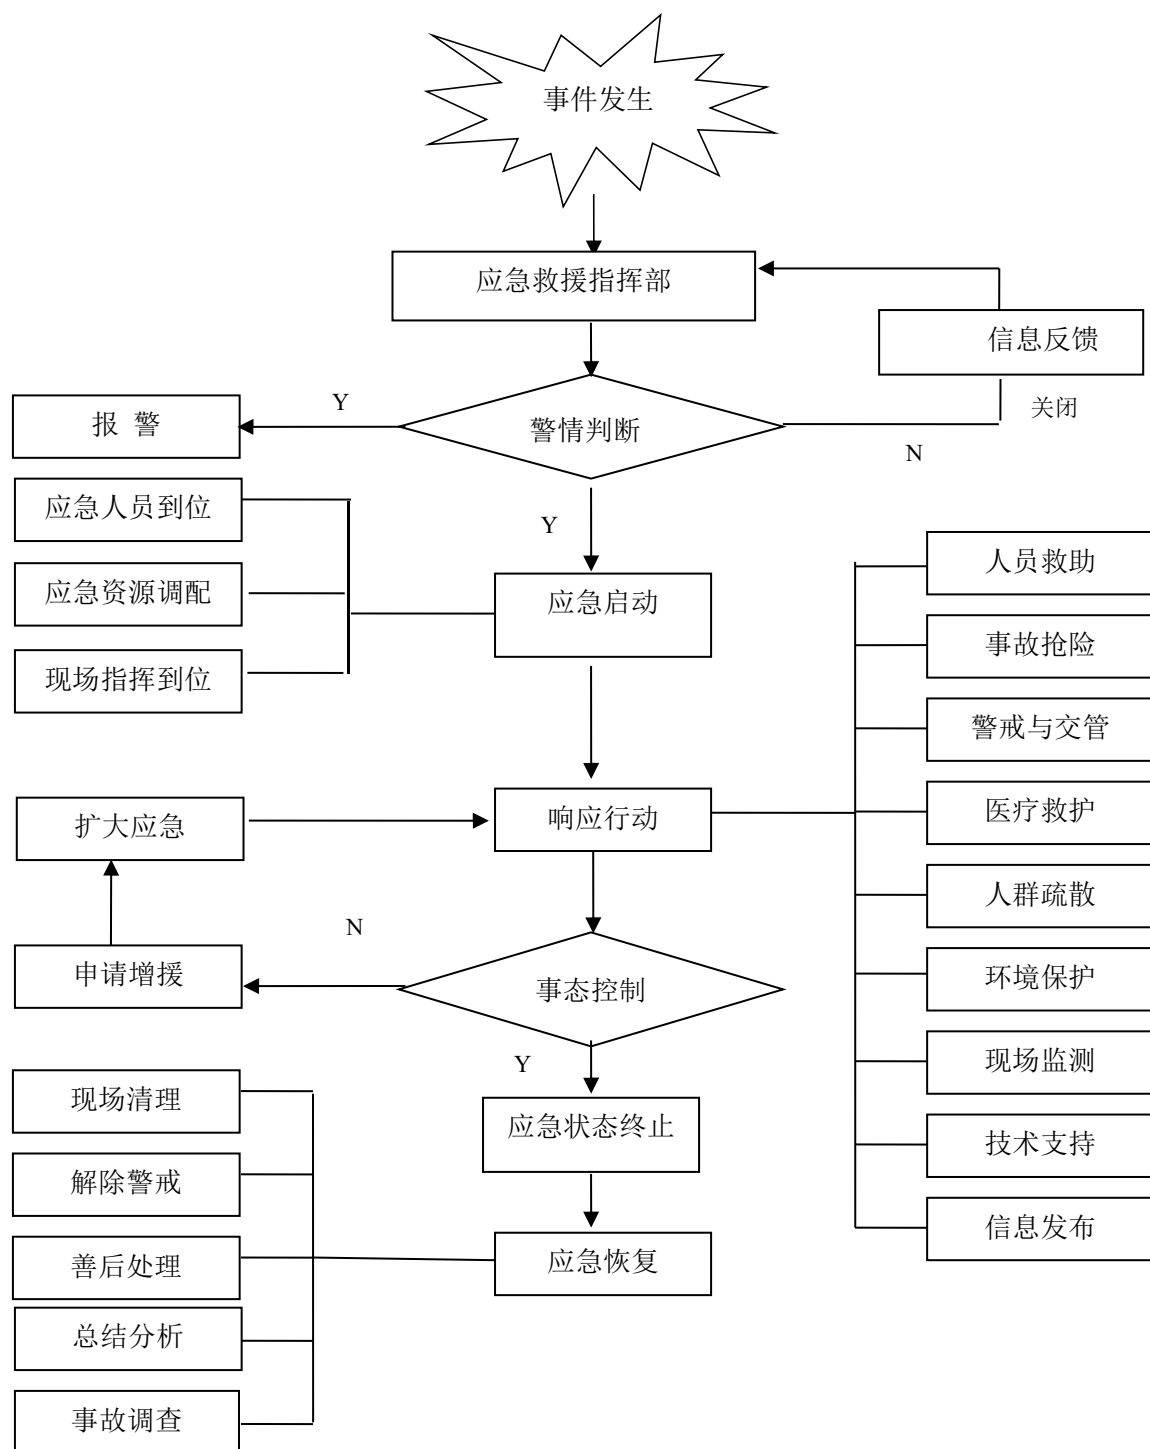 事件发生
应急救援指挥部
信息反馈
关闭
Y
报 警
警情判断
N
应急人员到位
Y
应急资源调配
应急启动
现场指挥到位
人员救助
事故抢险
警戒与交管
医疗救护
人群疏散
环境保护
现场监测
技术支持
信息发布
扩大应急
响应行动
N
申请增援
事态控制
Y
现场清理
应急状态终止
解除警戒
善后处理
应急恢复
总结分析
事故调查